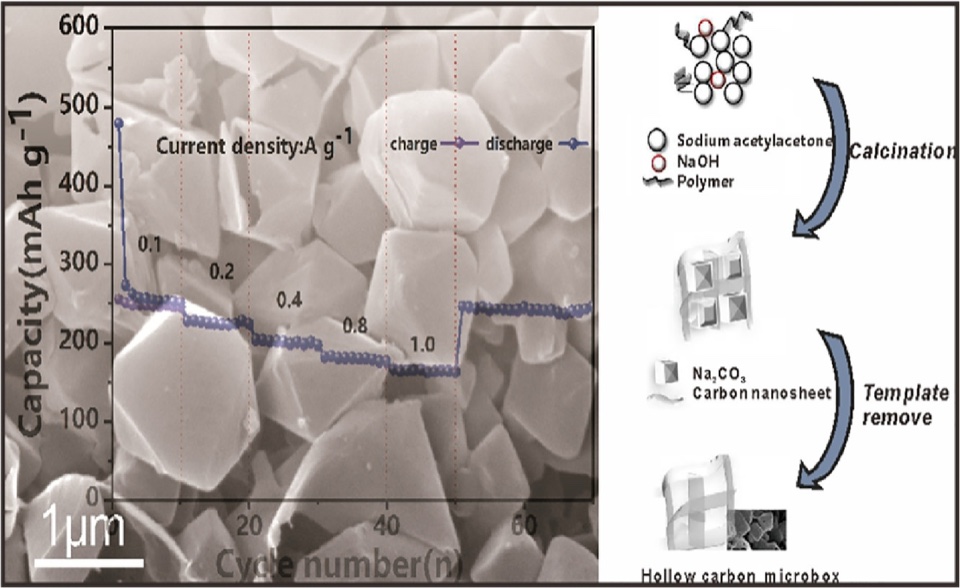 600
500
400
300
200
100
0
Capacity(mAh g⁻¹)
Current density:A g⁻¹
charge discharge
0.1
0.2
0.4
0.8
1.0
0 20 40 60
Cycle number(n)
1μm
Sodium acetylacetone
NaOH
Polymer
Calcination
Na₂CO₃
Carbon nanosheet
Template
remove
Hollow carbon microbox